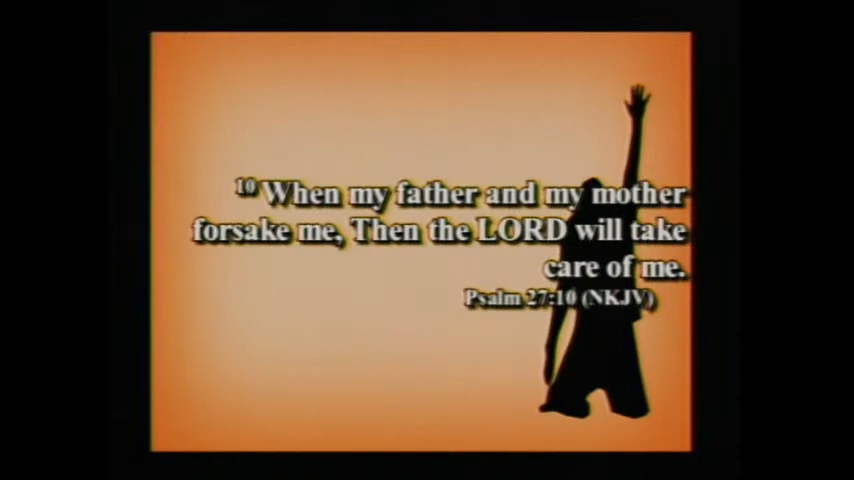 10 When my father and my mother
forsake me, Then the LORD will take
care of me.
Psalm 27:10 (NKJV)